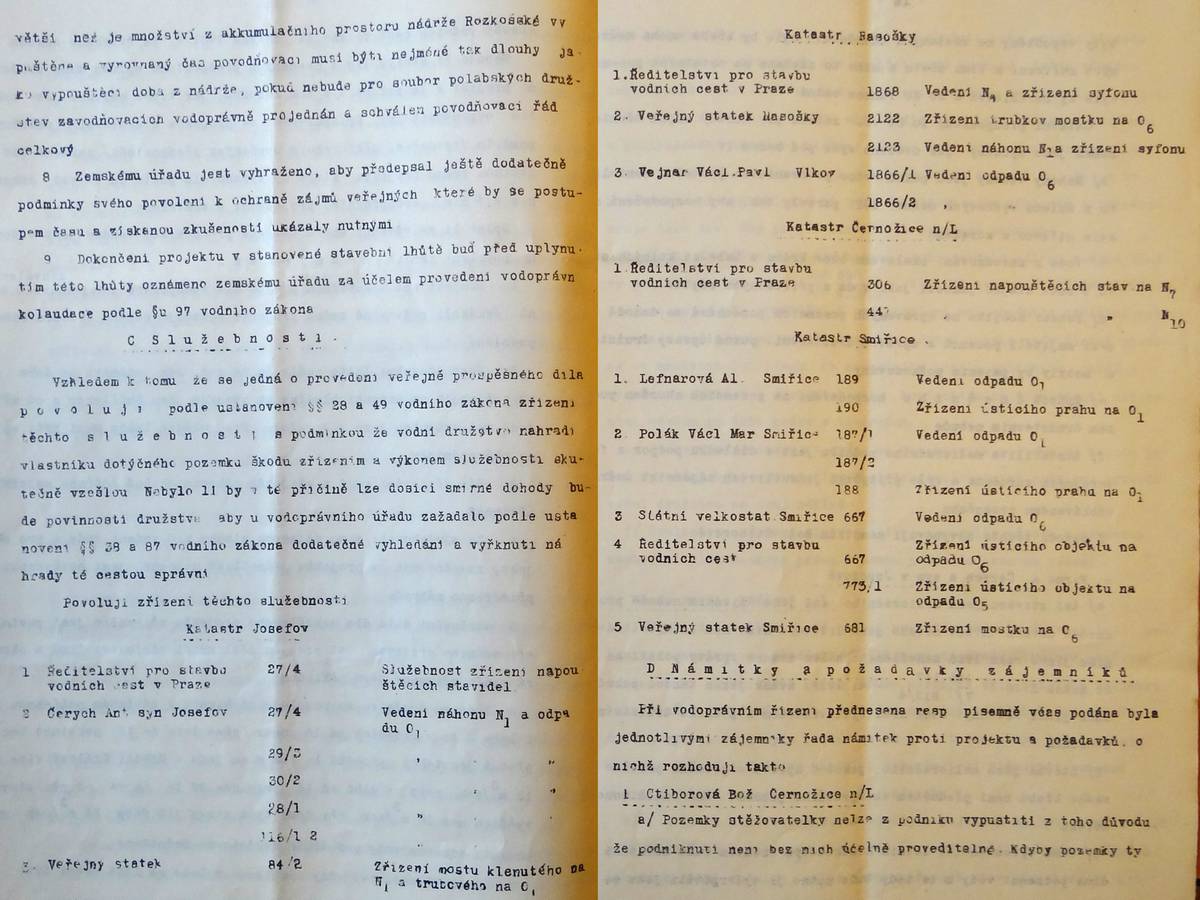 větší než je množství z akkumulačního prostoru nádrže Rozkošské vy
puštěné a vyrovnaný čas povodňovací musí býti nejméně tak dlouhý ja-
ko vypouštěcí doba z nádrže, pokud nebude pro soubor polabských druž-
stev zavodňovacích vodoprávně projednán a schválen povodňovací řád
celkový
8 Zemskému úřadu jest vyhraženo, aby předepsal ještě dodatečně
podmínky svého povolení k ochraně zájmů veřejných které by se postu-
pem času a získanou zkušeností ukázaly nutnými
9 Dokončení projektu v stanovené stavební lhůtě buď před uplynu-
tím této lhůty oznámeno zemskému úřadu za účelem provedení vodoprávn
kolaudace podle §u 97 vodního zákona
C Služebnosti.
Vzhledem k tomu že se jedná o provedení veřejně prospěsného díla
povoluji podle ustanovení §§ 28 a 49 vodního zákona zřízení
těchto služebností s podmínkou že vodní družstvo nahradí
vlastníku dotyčného pozemku škodu zřízením a výkonem služebnosti sku-
tečně vzešlou Nebylo li by v té příčině lze dosíci smírné dohody bu-
de povinností družstva aby u vodoprávního úřadu zažádalo podle usta
novení §§ 38 a 87 vodního zákona dodatečné vyhledání a vyřknutí ná
hrady té cestou správní
Povoluji zřízení těchto služebností
Katastr Josefov
1 Ředitelství pro stavbu 27/4 Služebnost zřízení napou
vodních cest v Praze štěcích stavidel
2 Čerych Ant syn Josefov 27/4 Vedení náhonu N1 a odpa
du O1
29/3 " "
30/2 " "
28/1 " "
116/1 2
3. Veřejný statek 84/2 Zřízení mostu klenutého na
N1 a trubového na O1
Katastr Rasošky
1. Ředitelství pro stavbu
vodních cest v Praze 1868 Vedení N4 a zřízení syfonu
2. Veřejný statek Rasošky 2122 Zřízení trubkov mostku na O6
2123 Vedení náhonu N1a zřízení syfonu
3. Vejnar Václ.Pavl Vlkov 1866/1 Vedení odpadu O6
1866/2 " "
Katastr Černožice n/L
1. Ředitelství pro stavbu
vodních cest v Praze 306 Zřízení napouštěcích stav na N7
447 " " N10
Katastr Smiřice.
1. Lefnarová Al. Smiřice 189 Vedení odpadu O1
190 Zřízení ústícího prahu na O1
2 Polák Václ Mar Smiřice 187/1 Vedení odpadu O1
187/2
188 Zřízení ústícího prahu na O1
3 Státní velkostat.Smiřice 667 Vedení odpadu O6
4 Ředitelství pro stavbu Zřízení ústícího objektu na
vodních cest 667 odpadu O6
773/1 Zřízení ústícího objektu na
odpadu O5
5 Veřejný statek Smiřice 681 Zřízení mostku na O6
D Námitky a požadavky zájemníků
Při vodoprávním řízení přednesena resp písemně včas podána byla
jednotlivými zájemníky řada námitek proti projektu a požadavků, o
nichž rozhoduji takto
1 Ctiborová Bož Černožice n/L
a/ Pozemky stěžovatelky nelze z podniku vypustiti z toho důvodu
že podniknutí není bez nich účelně proveditelné. Kdyby pozemky ty